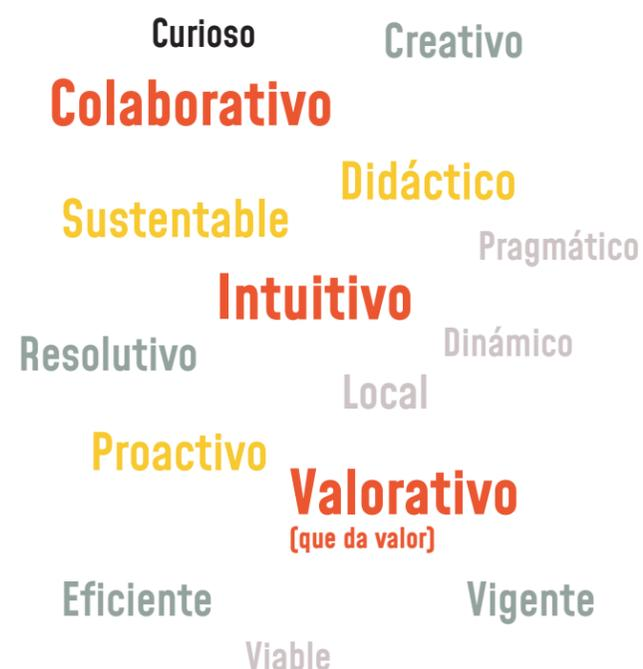 Curioso
Creativo
Colaborativo
Didáctico
Sustentable
Pragmático
Intuitivo
Dinámico
Resolutivo
Local
Proactivo
Valorativo
(que da valor)
Eficiente
Vigente
Viable